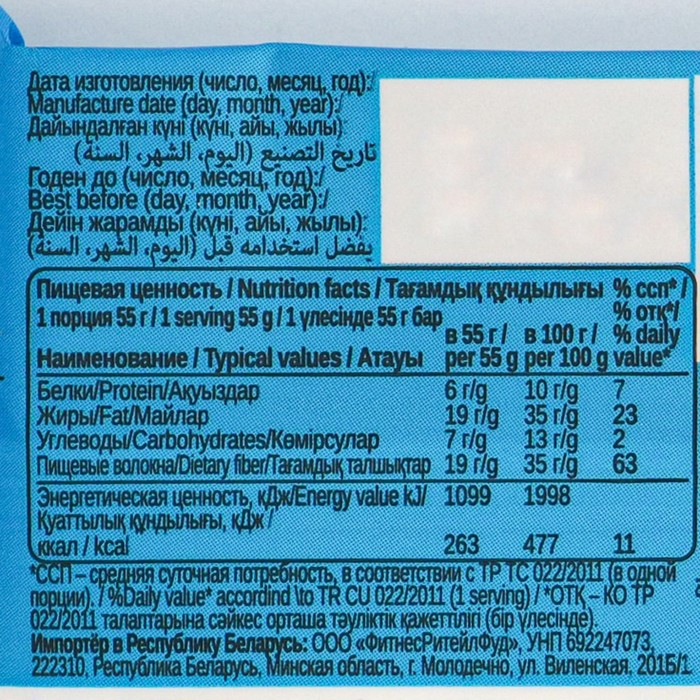 Дата изготовления (число, месяц, год):/
Manufacture date (day, month, year):/
Дайындалған күні (күні, айы, жылы):
تاريخ التصنيع (اليوم، الشهر، السنة)
Годен до (число, месяц, год):/
Best before (day, month, year):/
Дейін жарамды (күні, айы, жылы):
يفضل استخدامه قبل (اليوم، الشهر، السنة)
Пищевая ценность / Nutrition facts / Тағамдық құндылығы % ссп*/
1 порция 55 г / 1 serving 55 g / 1 үлесінде 55 г бар % отқ*/
в 55 г / в 100 г / % daily
Наименование / Typical values / Атауы per 55 g per 100 g value*
Белки/Protein/Ақуыздар 6 г/g 10 г/g 7
Жиры/Fat/Майлар 19 г/g 35 г/g 23
Углеводы/Carbohydrates/Көмірсулар 7 г/g 13 г/g 2
Пищевые волокна/Dietary fiber/Тағамдық талшықтар 19 г/g 35 г/g 63
Энергетическая ценность, кДж/Energy value kJ/ 1099 1998
Қуаттылық құндылығы, кДж /
ккал / kcal 263 477 11
*ССП – средняя суточная потребность, в соответствии с ТР ТС 022/2011 (в одной
порции). / %Daily value* accordind \to TR CU 022/2011 (1 serving) / *ОТҚ – КО ТР
022/2011 талаптарына сәйкес орташа тәуліктік қажеттілігі (бір үлесінде).
Импортёр в Республику Беларусь: ООО «ФитнесРитейлФуд», УНП 692247073,
222310, Республика Беларусь, Минская область, г. Молодечно, ул. Виленская, 201Б/1